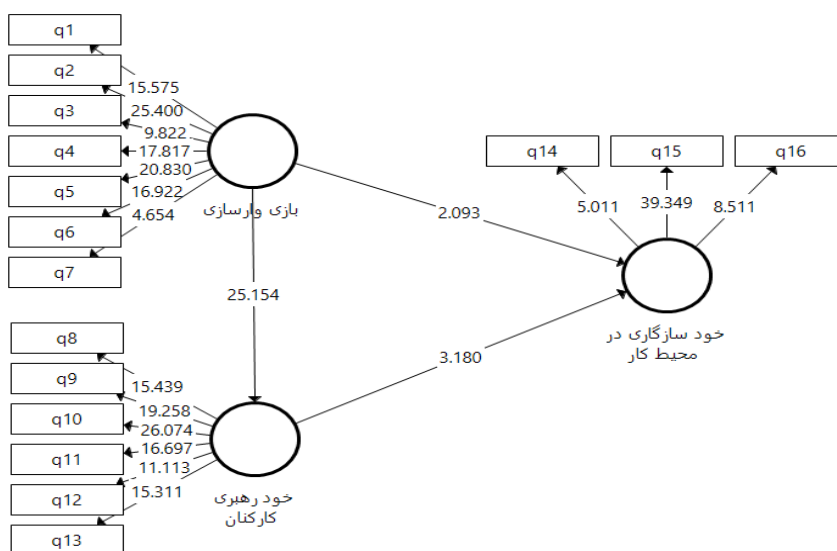 q1
q2
q3
q4
q5
q6
q7
15.575
25.400
9.822
17.817
20.830
16.922
4.654
بازی وارسازی
q14
q15
q16
5.011
39.349
8.511
2.093
25.154
3.180
خود سازگاری در
محیط کار
q8
q9
q10
q11
q12
q13
15.439
19.258
26.074
16.697
11.113
15.311
خود رهبری
کارکنان